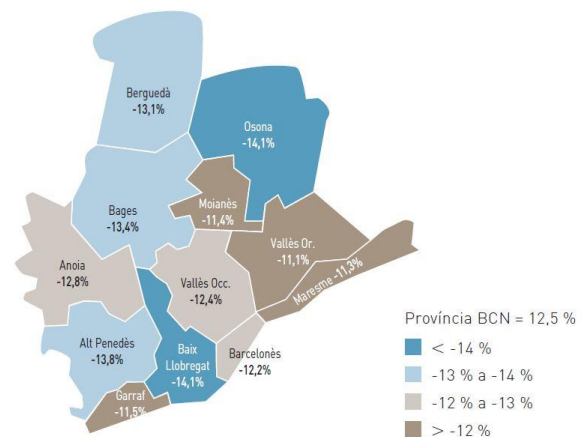 Berguedà
-13,1%
Osona
-14,1%
Moianès
-11,4%
Bages
-13,4%
Vallès Or.
-11,1%
Maresme -11,3%
Anoia
-12,8%
Vallès Occ.
-12,4%
Alt Penedès
-13,8%
Baix
Llobregat
-14,1%
Barcelonès
-12,2%
Garraf
-11,5%
Província BCN = 12,5 %
< -14 %
-13 % a -14 %
-12 % a -13 %
> -12 %